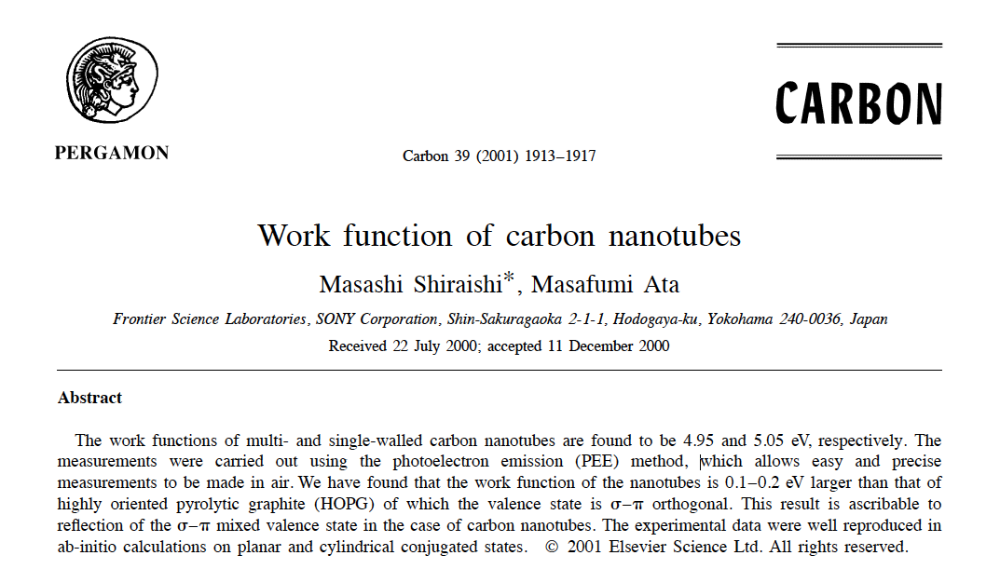 PERGAMON
Carbon 39 (2001) 1913–1917
CARBON
Work function of carbon nanotubes
Masashi Shiraishi*, Masafumi Ata
Frontier Science Laboratories, SONY Corporation, Shin-Sakuragaoka 2-1-1, Hodogaya-ku, Yokohama 240-0036, Japan
Received 22 July 2000; accepted 11 December 2000
Abstract
The work functions of multi- and single-walled carbon nanotubes are found to be 4.95 and 5.05 eV, respectively. The
measurements were carried out using the photoelectron emission (PEE) method, which allows easy and precise
measurements to be made in air. We have found that the work function of the nanotubes is 0.1–0.2 eV larger than that of
highly oriented pyrolytic graphite (HOPG) of which the valence state is σ–π orthogonal. This result is ascribable to
reflection of the σ–π mixed valence state in the case of carbon nanotubes. The experimental data were well reproduced in
ab-initio calculations on planar and cylindrical conjugated states. © 2001 Elsevier Science Ltd. All rights reserved.